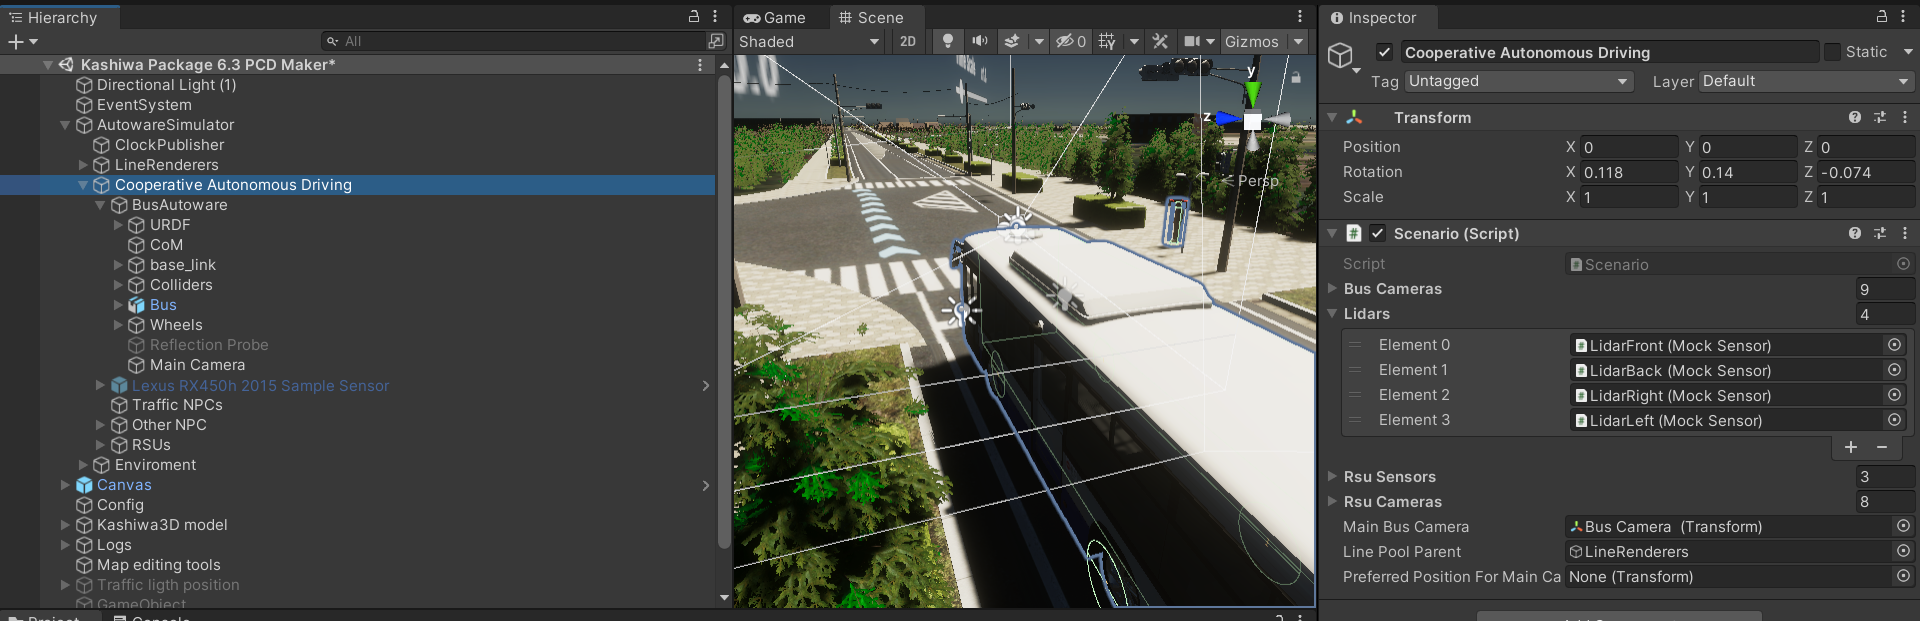 Hierarchy
All
Kashiwa Package 6.3 PCD Maker*
Directional Light (1)
EventSystem
AutowareSimulator
ClockPublisher
LineRenderers
Cooperative Autonomous Driving
BusAutoware
URDF
CoM
base_link
Colliders
Bus
Wheels
Reflection Probe
Main Camera
Lexus RX450h 2015 Sample Sensor
Traffic NPCs
Other NPC
RSUs
Enviroment
Canvas
Config
Kashiwa3D model
Logs
Map editing tools
Traffic ligth position
GameObject
Project
Console
Game
Scene
Shaded
2D
0
Gizmos
y
z
Persp
Inspector
Cooperative Autonomous Driving
Static
Tag Untagged
Layer Default
Transform
Position X 0 Y 0 Z 0
Rotation X 0.118 Y 0.14 Z -0.074
Scale X 1 Y 1 Z 1
# Scenario (Script)
Script Scenario
Bus Cameras 9
Lidars 4
Element 0 LidarFront (Mock Sensor)
Element 1 LidarBack (Mock Sensor)
Element 2 LidarRight (Mock Sensor)
Element 3 LidarLeft (Mock Sensor)
Rsu Sensors 3
Rsu Cameras 8
Main Bus Camera Bus Camera (Transform)
Line Pool Parent LineRenderers
Preferred Position For Main Ca None (Transform)